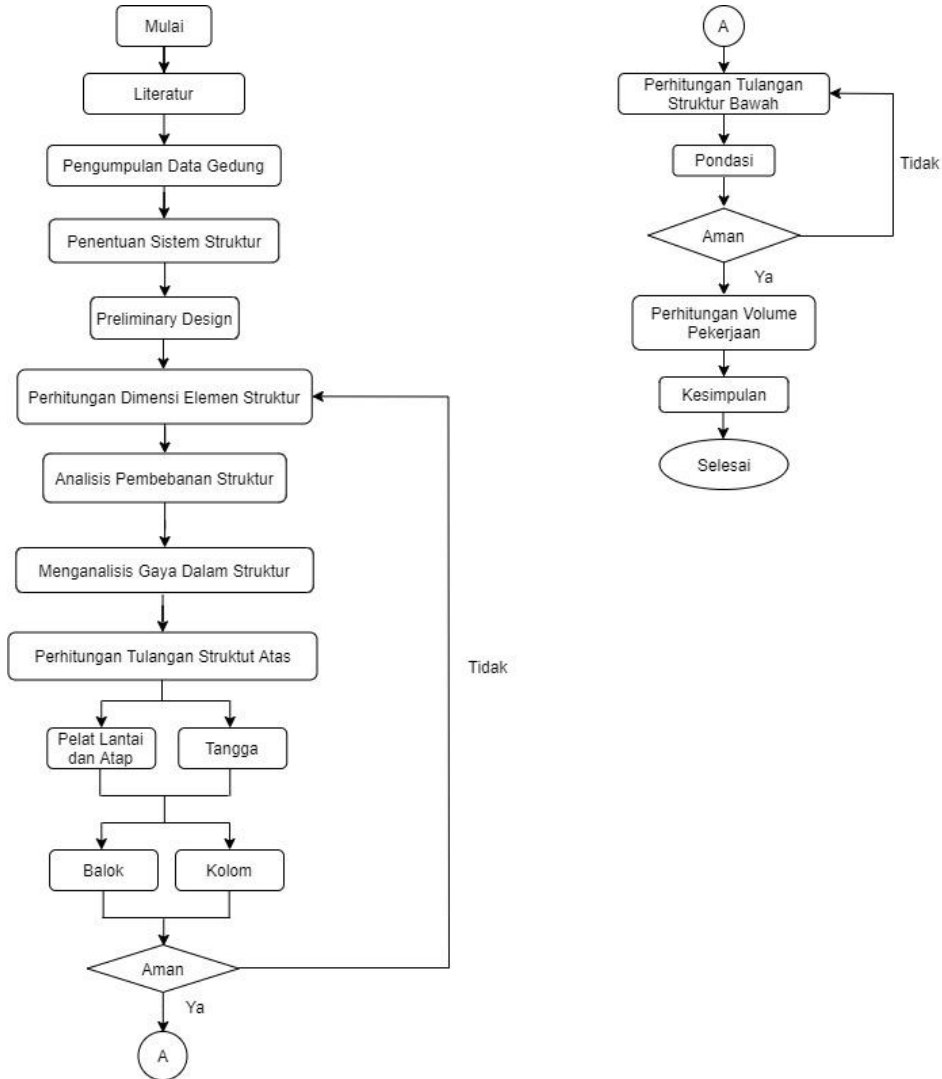 Mulai
Literatur
Pengumpulan Data Gedung
Penentuan Sistem Struktur
Preliminary Design
Perhitungan Dimensi Elemen Struktur
Analisis Pembebanan Struktur
Menganalisis Gaya Dalam Struktur
Perhitungan Tulangan Struktut Atas
Tidak
Pelat Lantai
dan Atap
Tangga
Balok
Kolom
Aman
Ya
A
A
Perhitungan Tulangan
Struktur Bawah
Pondasi
Tidak
Aman
Ya
Perhitungan Volume
Pekerjaan
Kesimpulan
Selesai